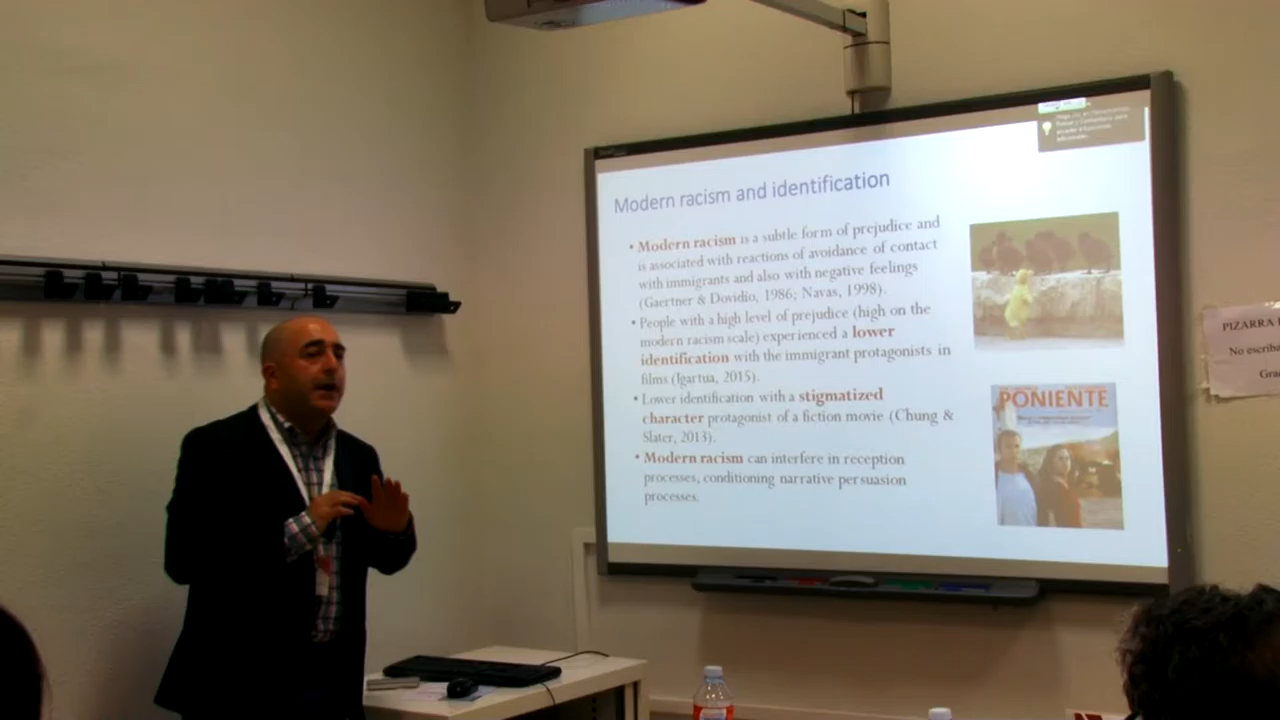 Modern racism and identification
• Modern racism is a subtle form of prejudice and
is associated with reactions of avoidance of contact
with immigrants and also with negative feelings
(Gaertner & Dovidio, 1986; Navas, 1998).
• People with a high level of prejudice (high on the
modern racism scale) experienced a lower
identification with the immigrant protagonists in
films (Igartua, 2015).
• Lower identification with a stigmatized
character protagonist of a fiction movie (Chung &
Slater, 2013).
• Modern racism can interfere in reception
processes, conditioning narrative persuasion
processes.
PONIENTE
PIZARRA
No escriba
Gra